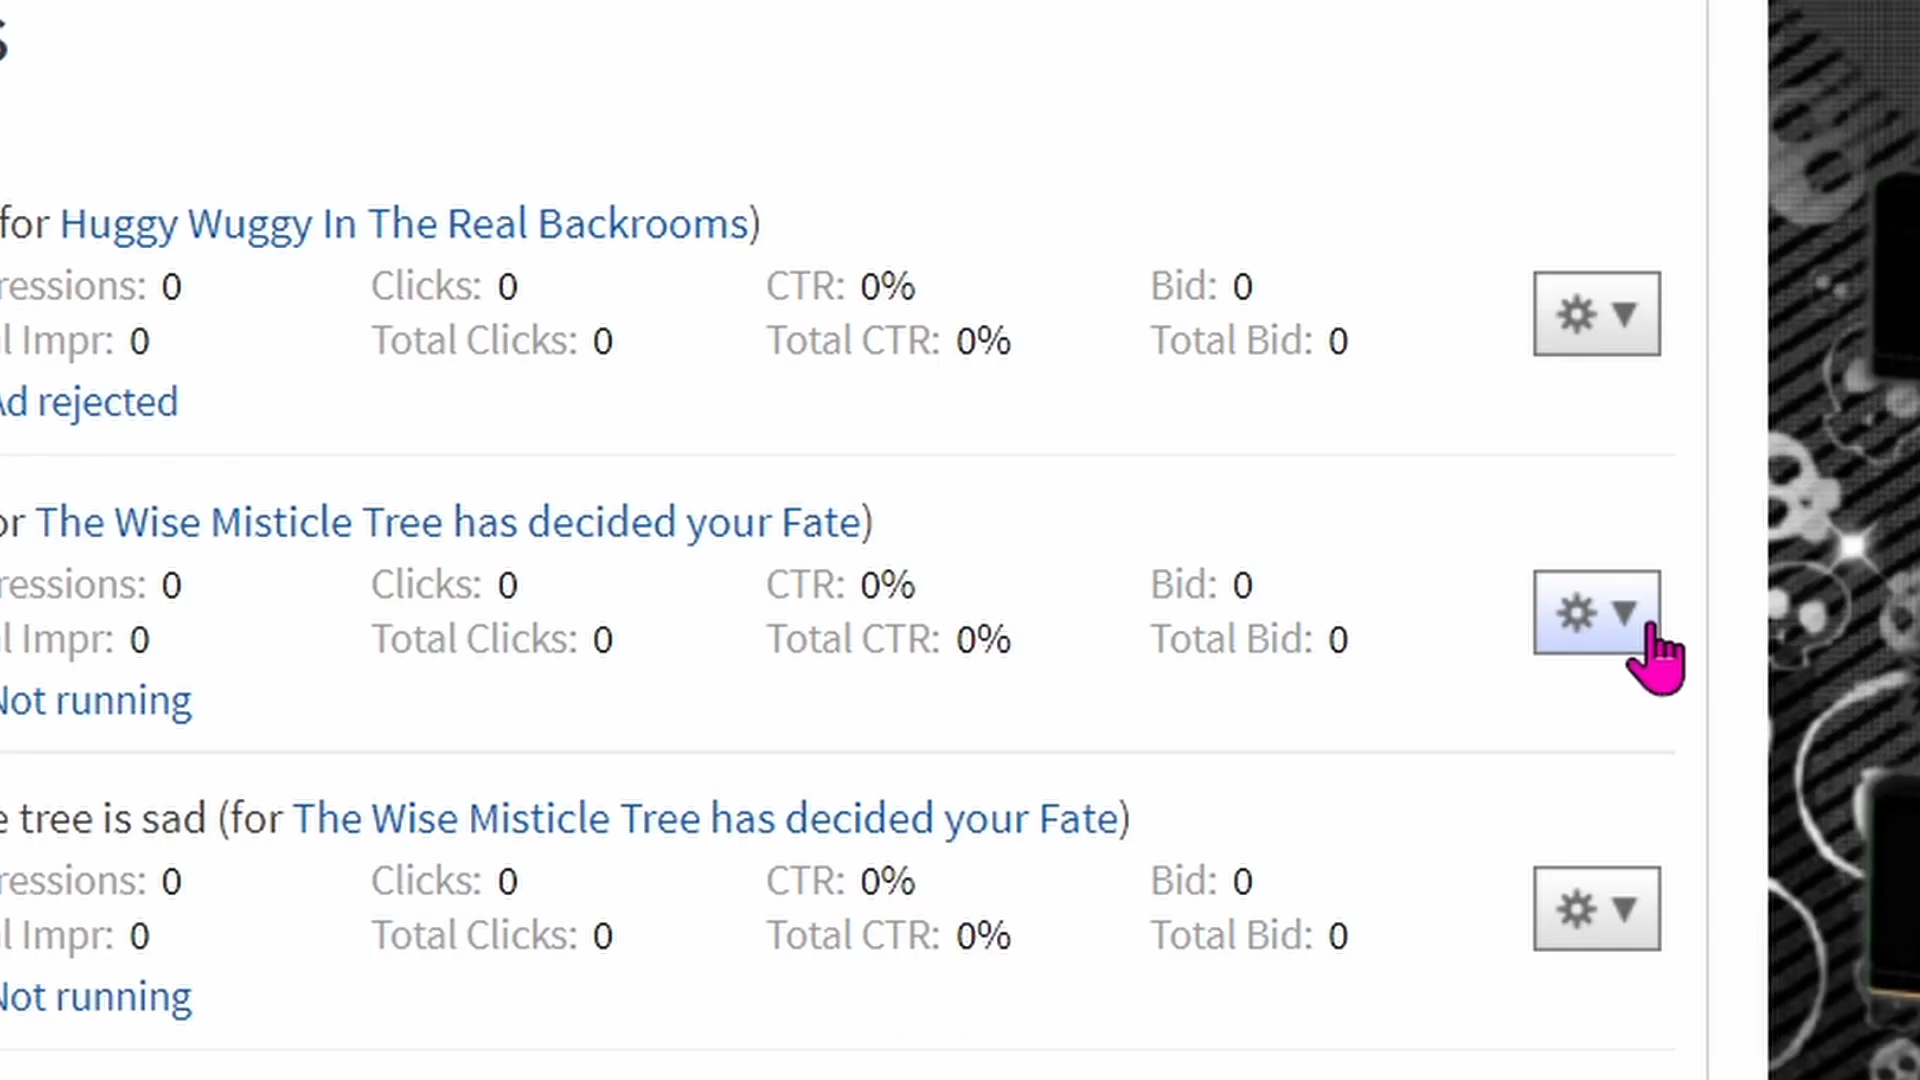 s
for Huggy Wuggy In The Real Backrooms)
ressions: 0 Clicks: 0 CTR: 0% Bid: 0
l Impr: 0 Total Clicks: 0 Total CTR: 0% Total Bid: 0
Ad rejected
or The Wise Misticle Tree has decided your Fate)
ressions: 0 Clicks: 0 CTR: 0% Bid: 0
l Impr: 0 Total Clicks: 0 Total CTR: 0% Total Bid: 0
Not running
e tree is sad (for The Wise Misticle Tree has decided your Fate)
ressions: 0 Clicks: 0 CTR: 0% Bid: 0
l Impr: 0 Total Clicks: 0 Total CTR: 0% Total Bid: 0
Not running